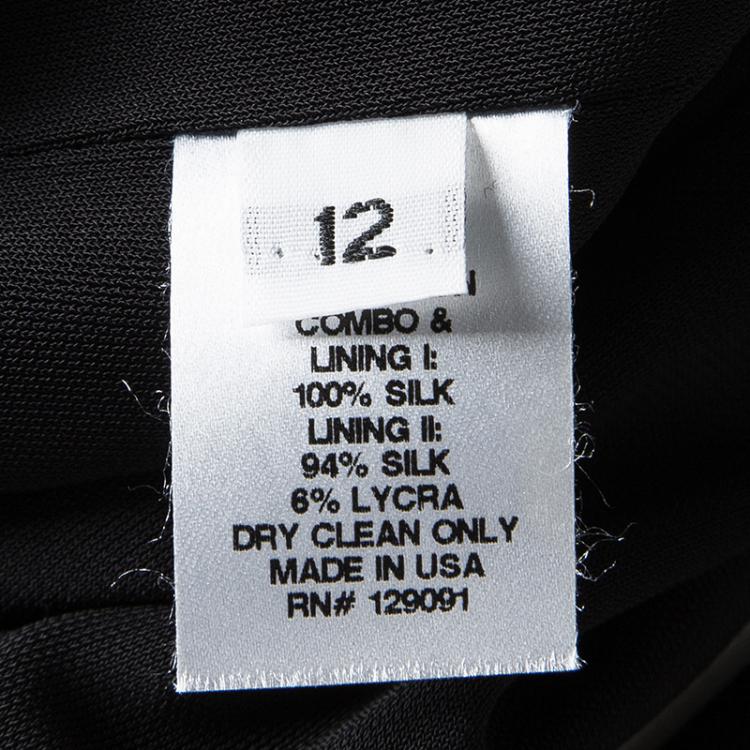 12
COMBO &
LINING I:
100% SILK
LINING II:
94% SILK
6% LYCRA
DRY CLEAN ONLY
MADE IN USA
RN# 129091